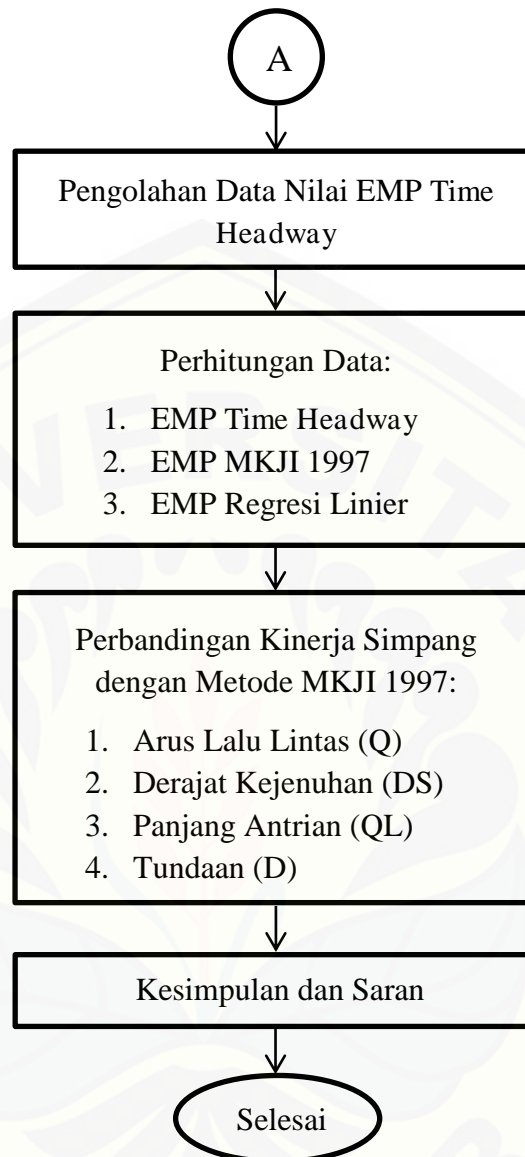 A
Pengolahan Data Nilai EMP Time
Headway
Perhitungan Data:
1. EMP Time Headway
2. EMP MKJI 1997
3. EMP Regresi Linier
Perbandingan Kinerja Simpang
dengan Metode MKJI 1997:
1. Arus Lalu Lintas (Q)
2. Derajat Kejenuhan (DS)
3. Panjang Antrian (QL)
4. Tundaan (D)
Kesimpulan dan Saran
Selesai